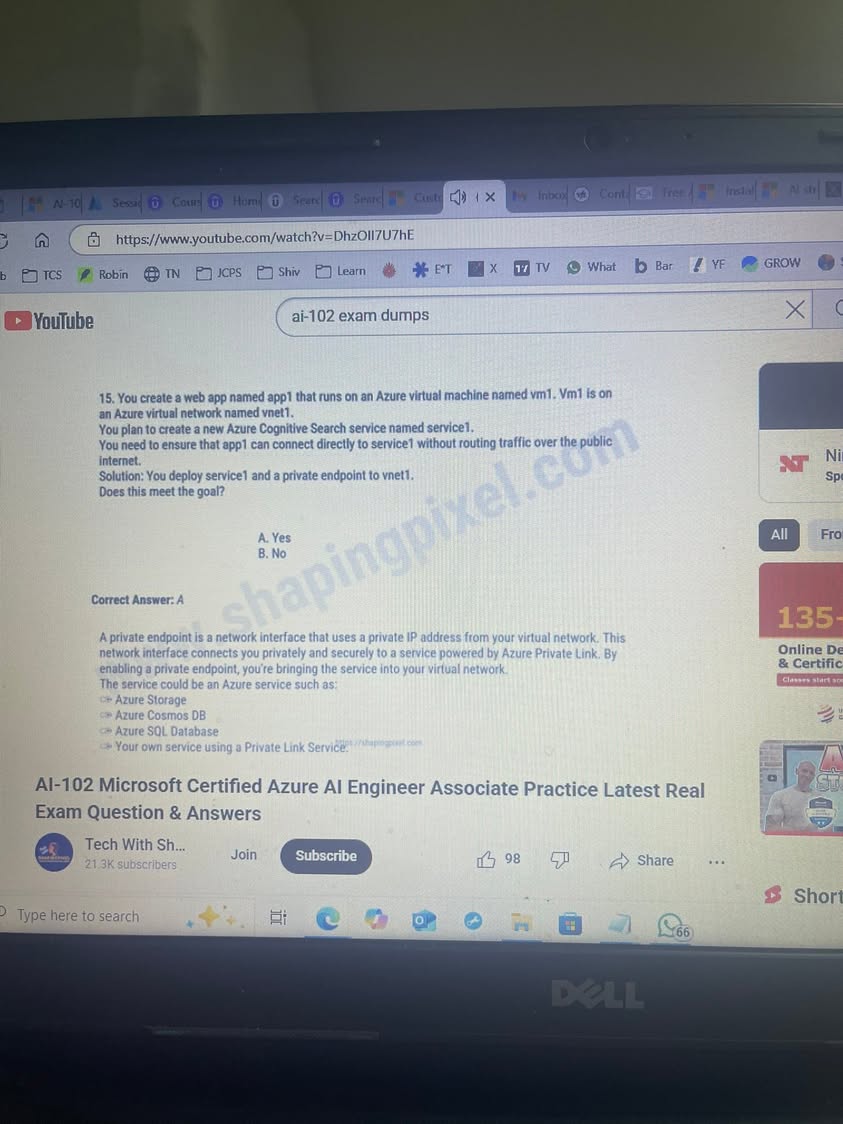 AI-10
Sessi
Cours
Hom
Searc
Searc
Custo
Inbox
Conta
Tree
Instal
AI st
https://www.youtube.com/watch?v=DhzOIl7U7hE
b
TCS
Robin
TN
JCPS
Shiv
Learn
E*T
X
17 TV
What
b Bar
YF
GROW
YouTube
ai-102 exam dumps
15. You create a web app named app1 that runs on an Azure virtual machine named vm1. Vm1 is on
an Azure virtual network named vnet1.
You plan to create a new Azure Cognitive Search service named service1.
You need to ensure that app1 can connect directly to service1 without routing traffic over the public
internet.
Solution: You deploy service1 and a private endpoint to vnet1.
Does this meet the goal?
A. Yes
B. No
shapingpixel.com
Correct Answer: A
A private endpoint is a network interface that uses a private IP address from your virtual network. This
network interface connects you privately and securely to a service powered by Azure Private Link. By
enabling a private endpoint, you're bringing the service into your virtual network.
The service could be an Azure service such as:
Azure Storage
Azure Cosmos DB
Azure SQL Database
Your own service using a Private Link Service.
https://shapingpixel.com
NT
Ni
Spo
All
Fro
135-
Online De
& Certific
Classes start
AI-102 Microsoft Certified Azure AI Engineer Associate Practice Latest Real
Exam Question & Answers
Tech With Sh...
21.3K subscribers
Join
Subscribe
98
Share
...
Short
Type here to search
66
DELL